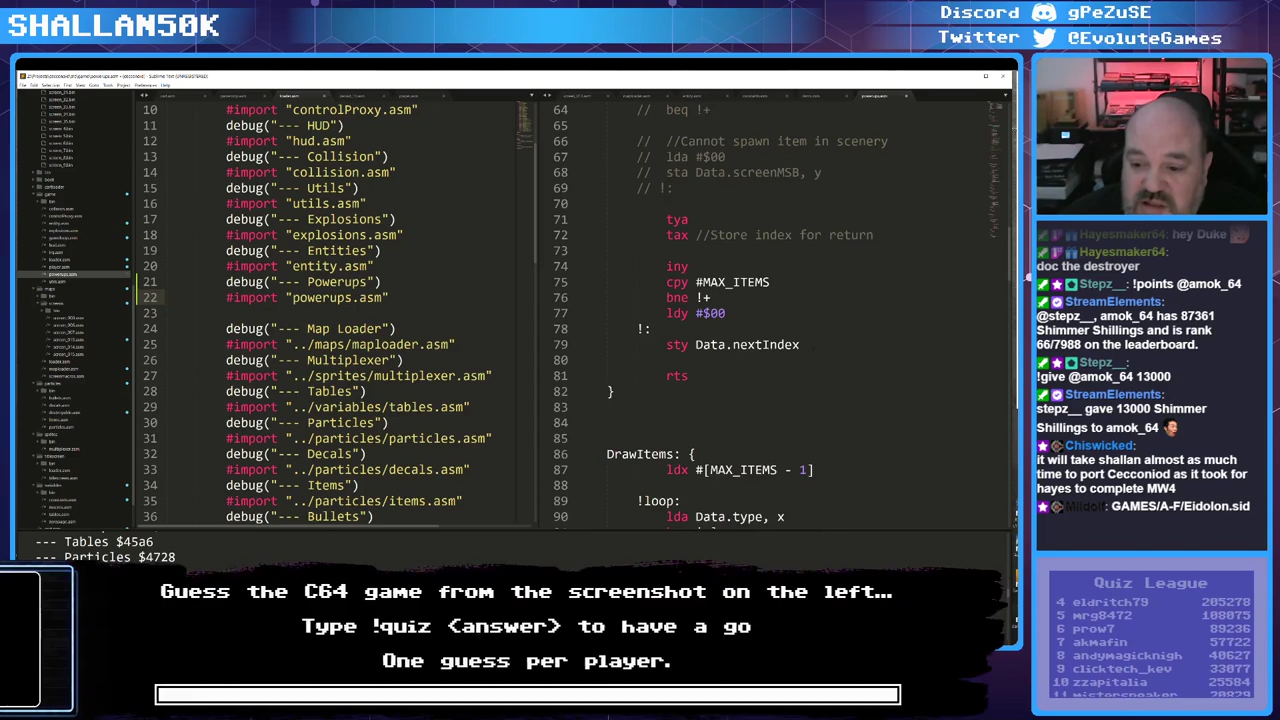 SHALLAN50K
Discord gPeZuSE
Twitter @EvoluteGames
10 #import "controlProxy.asm"
11 debug("--- HUD")
12 #import "hud.asm"
13 debug("--- Collision")
14 #import "collision.asm"
15 debug("--- Utils")
16 #import "utils.asm"
17 debug("--- Explosions")
18 #import "explosions.asm"
19 debug("--- Entities")
20 #import "entity.asm"
21 debug("--- Powerups")
22 #import "powerups.asm"
23
24 debug("--- Map Loader")
25 #import "../maps/maploader.asm"
26 debug("--- Multiplexer")
27 #import "../sprites/multiplexer.asm"
28 debug("--- Tables")
29 #import "../variables/tables.asm"
30 debug("--- Particles")
31 #import "../particles/particles.asm"
32 debug("--- Decals")
33 #import "../particles/decals.asm"
34 debug("--- Items")
35 #import "../particles/items.asm"
36 debug("--- Bullets")
64 // beq !+
65
66 // //Cannot spawn item in scenery
67 // lda #$00
68 // sta Data.screenMSB, y
69 // !:
70
71 tya
72 tax //Store index for return
74 iny
75 cpy #MAX_ITEMS
76 bne !+
77 ldy #$00
78 !:
79 sty Data.nextIndex
80
81 rts
82 }
83
84
85
86 DrawItems: {
87 ldx #[MAX_ITEMS - 1]
88
89 !loop:
90 lda Data.type, x
--- Tables $45a6
--- Particles $4728
Hayesmaker64: hey Duke
Hayesmaker64:
doc the destroyer
Stepz__: !points @amok_64
StreamElements:
@stepz__, amok_64 has 87361
Shimmer Shillings and is rank
66/7988 on the leaderboard.
Stepz__:
!give @amok_64 13000
StreamElements:
stepz__ gave 13000 Shimmer
Shillings to amok_64
Chiswicked:
it will take shallan almost as much
time to port Cecconiod as it took for
hayes to complete MW4
Mildolf: GAMES/A-F/Eidolon.sid
Guess the C64 game from the screenshot on the left...
Type !quiz <answer> to have a go
One guess per player.
Quiz League
4 eldritch79 205278
5 mrg8472 108075
6 prow7 89236
7 akmafin 57722
8 andymagicknigh 40627
9 clicktech_kev 33077
10 zzapitalia 25584
11 misterspeaker 20829